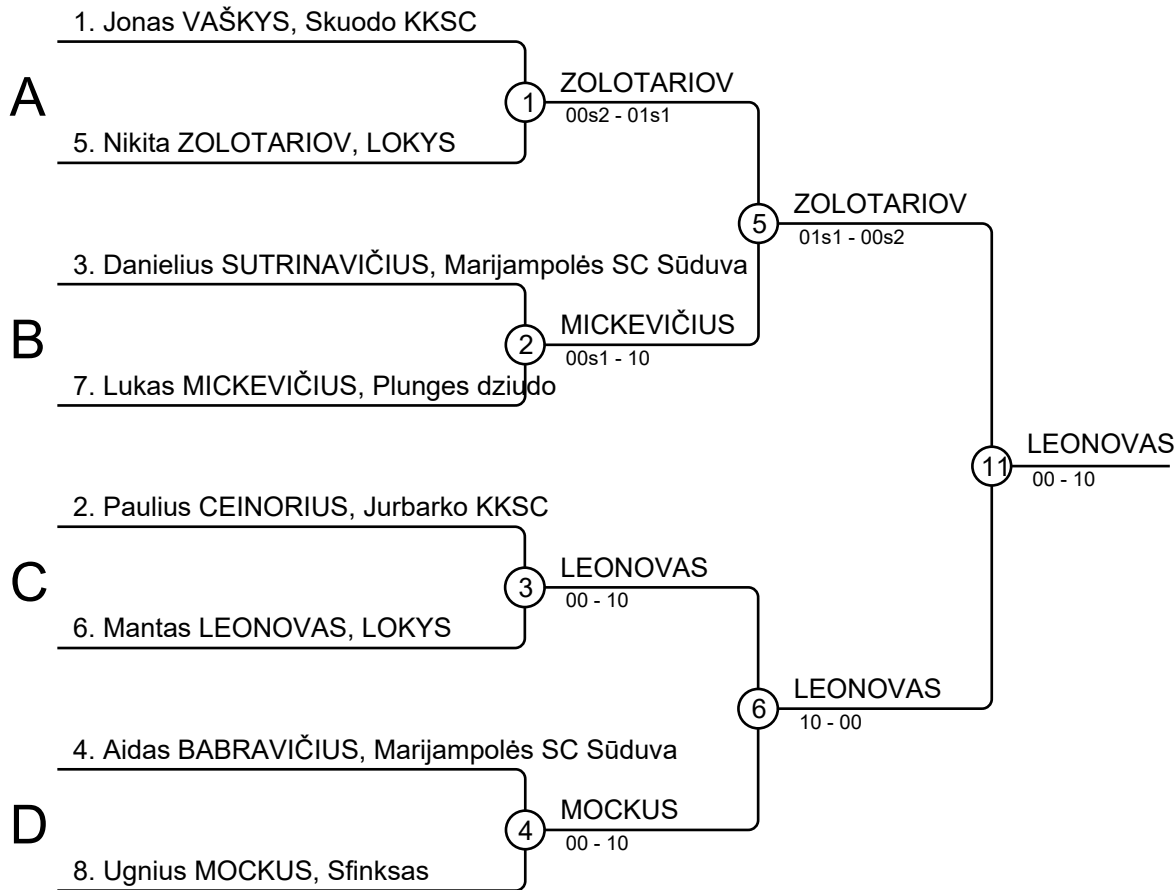 1. Jonas VAŠKYS, Skuodo KKSC
A
1
ZOLOTARIOV
00s2 - 01s1
5. Nikita ZOLOTARIOV, LOKYS
5
ZOLOTARIOV
01s1 - 00s2
3. Danielius SUTRINAVIČIUS, Marijampolės SC Sūduva
B
2
MICKEVIČIUS
00s1 - 10
7. Lukas MICKEVIČIUS, Plunges dziudo
11
LEONOVAS
00 - 10
2. Paulius CEINORIUS, Jurbarko KKSC
C
3
LEONOVAS
00 - 10
6. Mantas LEONOVAS, LOKYS
6
LEONOVAS
10 - 00
4. Aidas BABRAVIČIUS, Marijampolės SC Sūduva
D
4
MOCKUS
00 - 10
8. Ugnius MOCKUS, Sfinksas